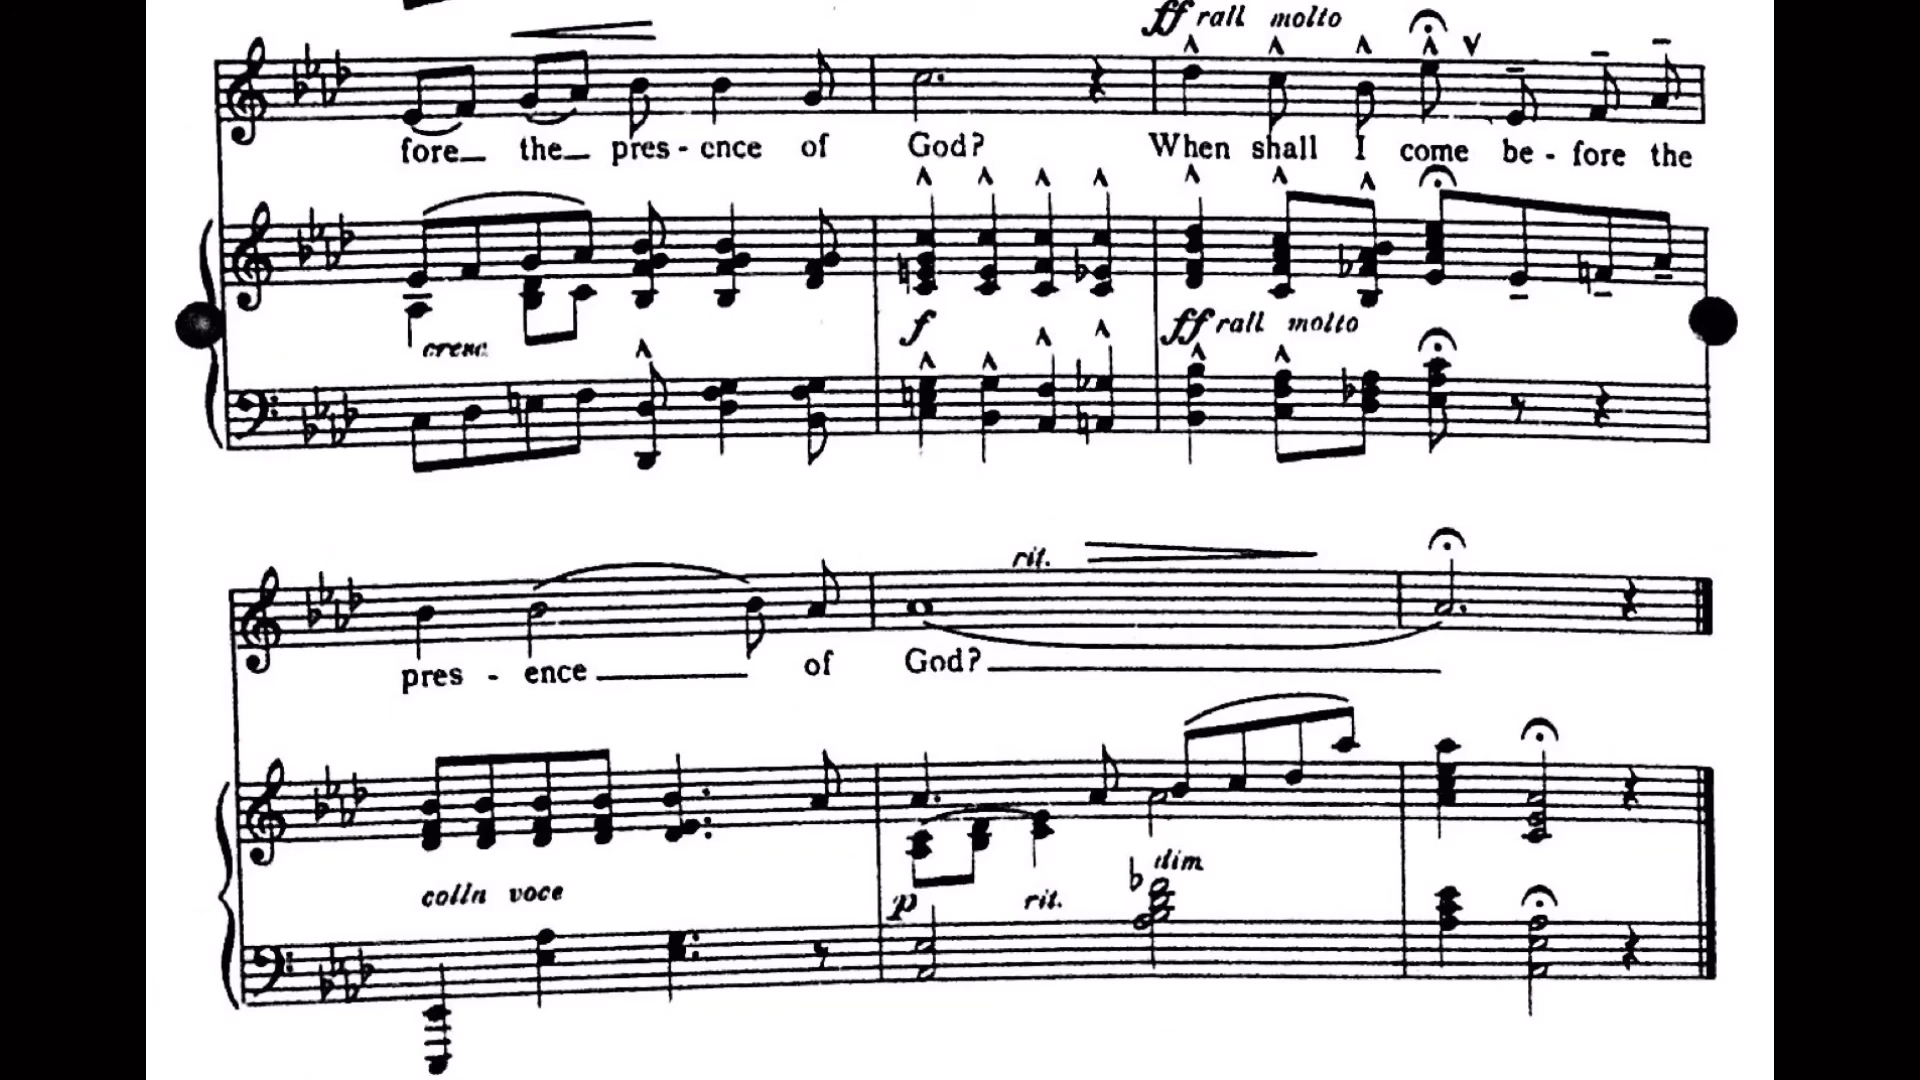 ff rall molto
fore the pres - ence of God? When shall I come be - fore the
cresc
f
ff rall molto
rit.
pres - ence of God?
colla voce
p
rit.
dim